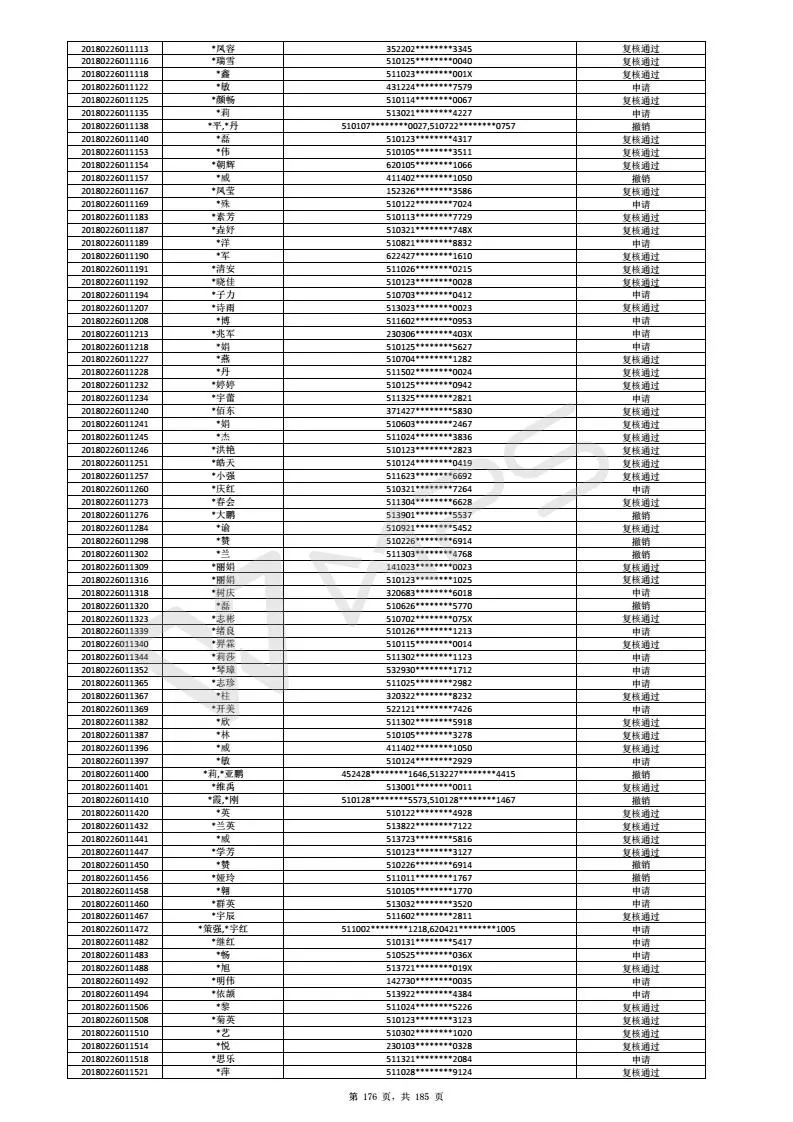 20180226011113 *凤容 352202********3345 复核通过
20180226011116 *瑞雪 510125********0040 复核通过
20180226011118 *鑫 511023********001X 复核通过
20180226011122 *敏 431224********7579 申请
20180226011125 *颜畅 510114********0067 复核通过
20180226011135 *莉 513021********4227 申请
20180226011138 *平,*丹 510107********0027,510722********0757 撤销
20180226011140 *磊 510123********4317 复核通过
20180226011153 *伟 510105********3511 复核通过
20180226011154 *朝辉 620105********1066 复核通过
20180226011157 *威 411402********1050 撤销
20180226011167 *凤莹 152326********3586 复核通过
20180226011169 *殊 510122********7024 申请
20180226011183 *素芳 510113********7729 复核通过
20180226011187 *垚妤 510321********748X 复核通过
20180226011189 *洋 510821********8832 申请
20180226011190 *军 622427********1610 复核通过
20180226011191 *清安 511026********0215 复核通过
20180226011192 *晓佳 510123********0028 复核通过
20180226011194 *子力 510703********0412 申请
20180226011207 *诗雨 513023********0023 复核通过
20180226011208 *博 511602********0953 申请
20180226011213 *兆军 230306********403X 申请
20180226011218 *娟 510125********5627 申请
20180226011227 *燕 510704********1282 复核通过
20180226011228 *丹 511502********0024 复核通过
20180226011232 *婷婷 510125********0942 复核通过
20180226011234 *宇蕾 511325********2821 申请
20180226011240 *佰东 371427********5830 复核通过
20180226011241 *娟 510603********2467 复核通过
20180226011245 *杰 511024********3836 复核通过
20180226011246 *洪艳 510123********2823 复核通过
20180226011251 *皓天 510124********0419 复核通过
20180226011257 *小强 511623********6692 复核通过
20180226011260 *庆红 510321********7264 申请
20180226011273 *春会 511304********6628 复核通过
20180226011276 *大鹏 513901********5537 撤销
20180226011284 *谕 510921********5452 复核通过
20180226011298 *赞 510226********6914 撤销
20180226011302 *兰 511303********4768 撤销
20180226011309 *丽娟 141023********0023 复核通过
20180226011316 *丽娟 510123********1025 复核通过
20180226011318 *树庆 320683********6018 申请
20180226011320 *磊 510626********5770 撤销
20180226011323 *志彬 510702********075X 复核通过
20180226011339 *绪良 510126********1213 申请
20180226011340 *羿霖 510115********0014 复核通过
20180226011344 *莉莎 511302********1123 申请
20180226011352 *琴璋 532930********1712 申请
20180226011365 *志珍 511025********2982 申请
20180226011367 *柱 320322********8232 复核通过
20180226011369 *开美 522121********7426 申请
20180226011382 *欣 511302********5918 复核通过
20180226011387 *林 510105********3278 复核通过
20180226011396 *威 411402********1050 复核通过
20180226011397 *敏 510124********2929 申请
20180226011400 *莉,*亚鹏 452428********1646,513227********4415 撤销
20180226011401 *维禹 513001********0011 复核通过
20180226011410 *霞,*刚 510128********5573,510128********1467 撤销
20180226011420 *英 510122********4928 复核通过
20180226011432 *兰英 513822********7122 复核通过
20180226011441 *威 513723********5816 复核通过
20180226011447 *学芳 510123********3127 复核通过
20180226011450 *赞 510226********6914 撤销
20180226011456 *娅玲 511011********1767 撤销
20180226011458 *翱 510105********1770 申请
20180226011460 *群英 513032********3520 申请
20180226011467 *宇辰 511602********2811 复核通过
20180226011472 *策强,*宇红 511002********1218,620421********1005 申请
20180226011482 *继红 510131********5417 申请
20180226011483 *畅 510525********036X 申请
20180226011488 *旭 513721********019X 复核通过
20180226011492 *明伟 142730********0035 申请
20180226011494 *依颉 513922********4384 申请
20180226011506 *黎 511024********5226 复核通过
20180226011508 *菊英 510123********3123 复核通过
20180226011510 *艺 510302********1020 复核通过
20180226011514 *悦 230103********0328 复核通过
20180226011518 *思乐 511321********2084 申请
20180226011521 *萍 511028********9124 复核通过
第 176 页，共 185 页